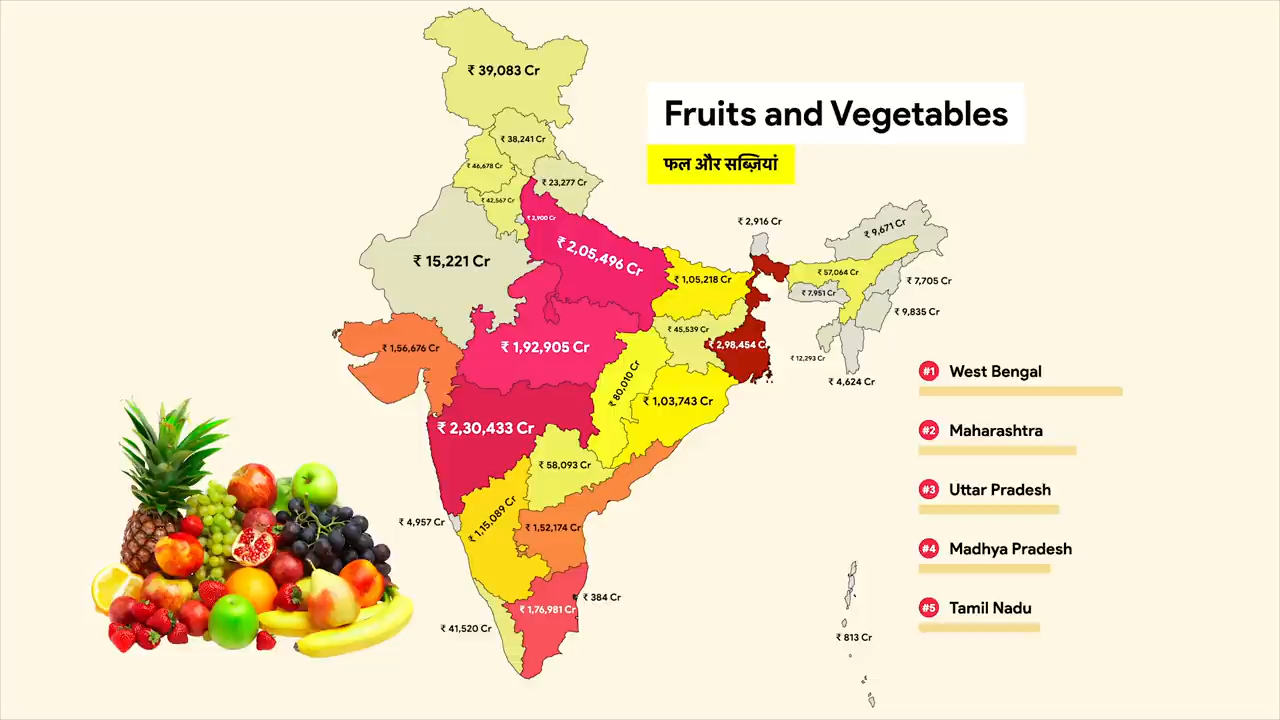 Fruits and Vegetables
फल और सब्ज़ियां
₹ 39,083 Cr
₹ 38,241 Cr
₹ 46,678 Cr
₹ 23,277 Cr
₹ 42,567 Cr
₹ 3,900 Cr
₹ 2,05,496 Cr
₹ 15,221 Cr
₹ 2,916 Cr
₹ 9,671 Cr
₹ 1,05,218 Cr
₹ 57,064 Cr
₹ 7,705 Cr
₹ 7,951 Cr
₹ 9,835 Cr
₹ 45,539 Cr
₹ 1,56,676 Cr
₹ 1,92,905 Cr
₹ 2,98,454 Cr
₹ 12,293 Cr
₹ 4,624 Cr
₹ 80,010 Cr
₹ 1,03,743 Cr
₹ 2,30,433 Cr
₹ 58,093 Cr
₹ 4,957 Cr
₹ 1,15,089 Cr
₹ 1,52,174 Cr
₹ 384 Cr
₹ 1,76,981 Cr
₹ 41,520 Cr
₹ 813 Cr
#1 West Bengal
#2 Maharashtra
#3 Uttar Pradesh
#4 Madhya Pradesh
#5 Tamil Nadu